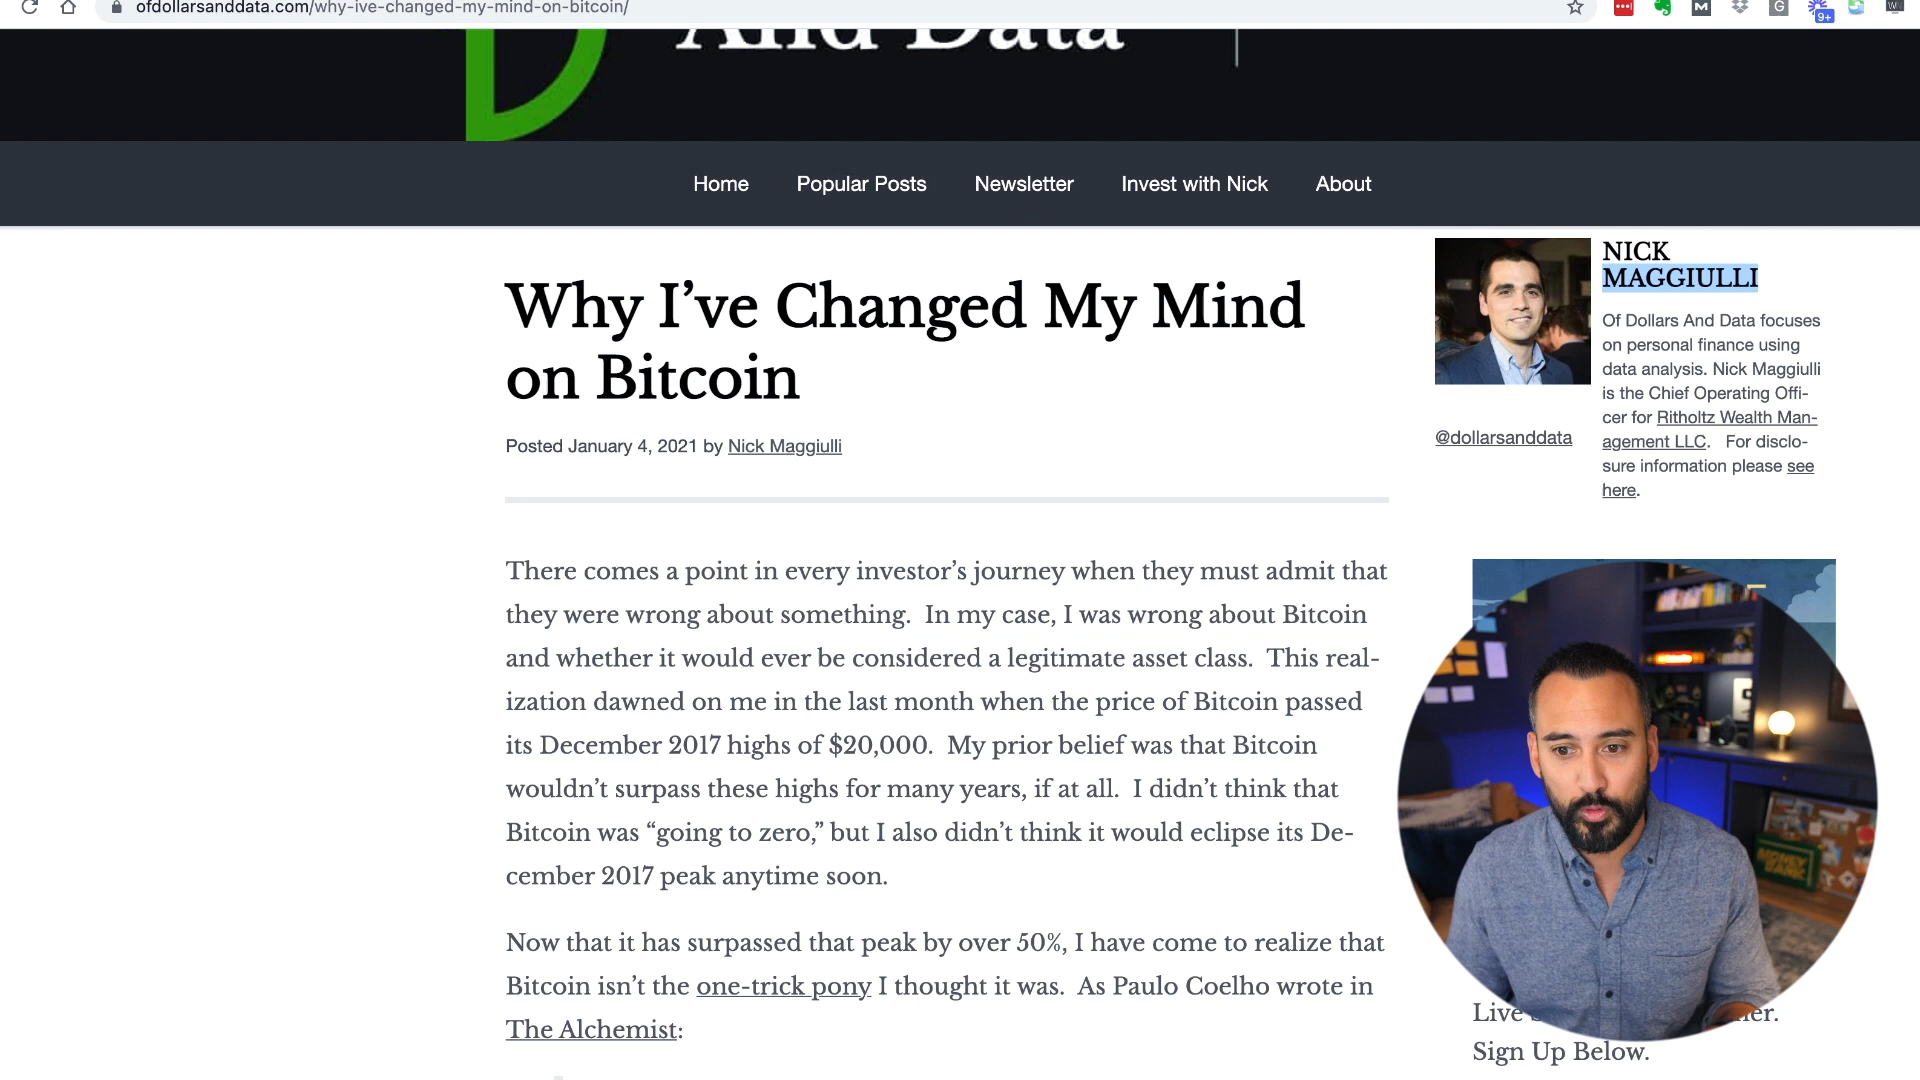 ofdollarsanddata.com/why-ive-changed-my-mind-on-bitcoin/
G
9+
And Data
Home Popular Posts Newsletter Invest with Nick About
Why I’ve Changed My Mind
on Bitcoin
Posted January 4, 2021 by Nick Maggiulli
There comes a point in every investor’s journey when they must admit that
they were wrong about something. In my case, I was wrong about Bitcoin
and whether it would ever be considered a legitimate asset class. This real-
ization dawned on me in the last month when the price of Bitcoin passed
its December 2017 highs of $20,000. My prior belief was that Bitcoin
wouldn’t surpass these highs for many years, if at all. I didn’t think that
Bitcoin was “going to zero,” but I also didn’t think it would eclipse its De-
cember 2017 peak anytime soon.
Now that it has surpassed that peak by over 50%, I have come to realize that
Bitcoin isn’t the one-trick pony I thought it was. As Paulo Coelho wrote in
The Alchemist:
NICK
MAGGIULLI
@dollarsanddata
Of Dollars And Data focuses
on personal finance using
data analysis. Nick Maggiulli
is the Chief Operating Offi-
cer for Ritholtz Wealth Man-
agement LLC. For disclo-
sure information please see
here.
Live
Sign Up Below.